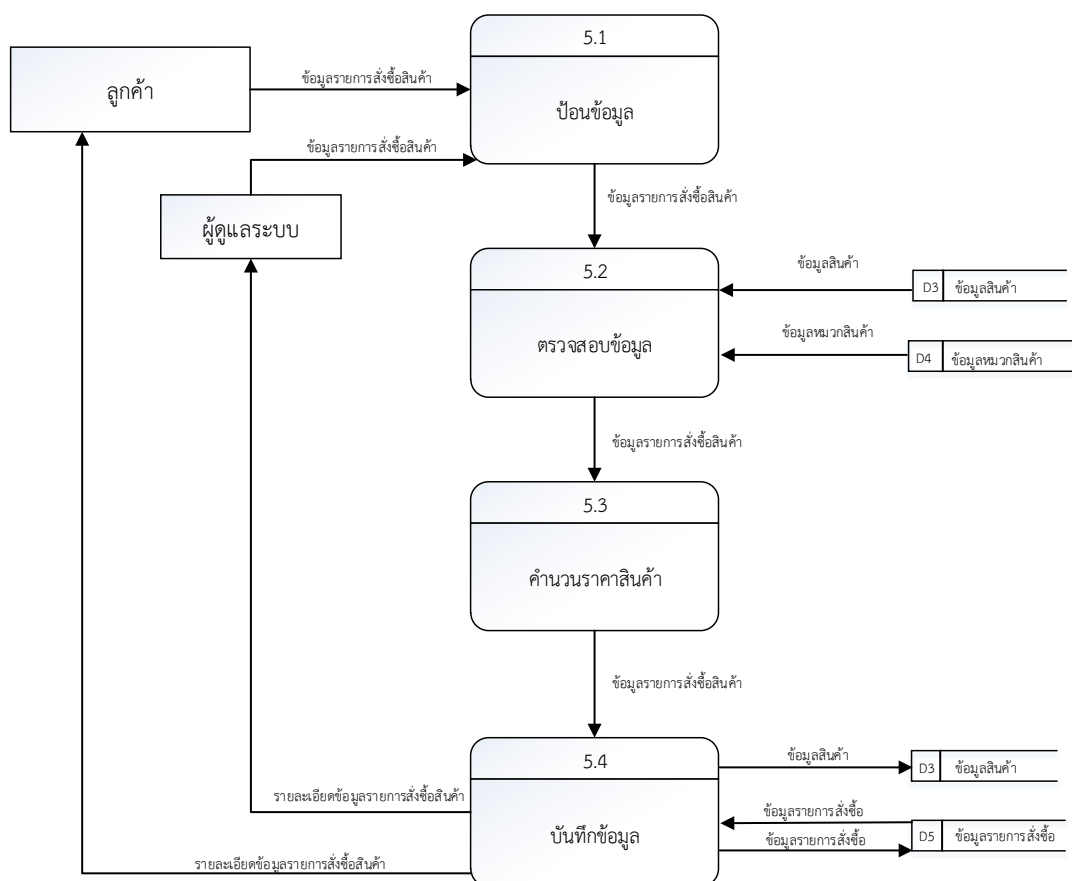 5.1
ลูกค้า
ข้อมูลรายการสั่งซื้อสินค้า
ป้อนข้อมูล
ข้อมูลรายการสั่งซื้อสินค้า
ผู้ดูแลระบบ
ข้อมูลรายการสั่งซื้อสินค้า
5.2
ข้อมูลสินค้า
D3 ข้อมูลสินค้า
ตรวจสอบข้อมูล
ข้อมูลหมวกสินค้า
D4 ข้อมูลหมวกสินค้า
ข้อมูลรายการสั่งซื้อสินค้า
5.3
คำนวนราคาสินค้า
ข้อมูลรายการสั่งซื้อสินค้า
5.4
ข้อมูลสินค้า
D3 ข้อมูลสินค้า
รายละเอียดข้อมูลรายการสั่งซื้อสินค้า
บันทึกข้อมูล
ข้อมูลรายการสั่งซื้อ
D5 ข้อมูลรายการสั่งซื้อ
ข้อมูลรายการสั่งซื้อ
รายละเอียดข้อมูลรายการสั่งซื้อสินค้า